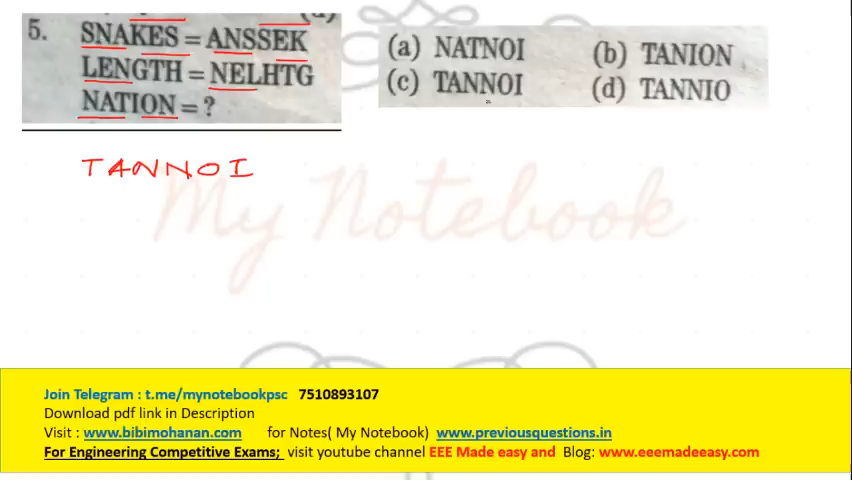 5. SNAKES = ANSSEK
LENGTH = NELHTG
NATION = ?
(a) NATNOI (b) TANION
(c) TANNOI (d) TANNIO
TANNOI
My Notebook
Join Telegram : t.me/mynotebookpsc 7510893107
Download pdf link in Description
Visit : www.bibimohanan.com for Notes( My Notebook) www.previousquestions.in
For Engineering Competitive Exams; visit youtube channel EEE Made easy and Blog: www.eeemadeeasy.com